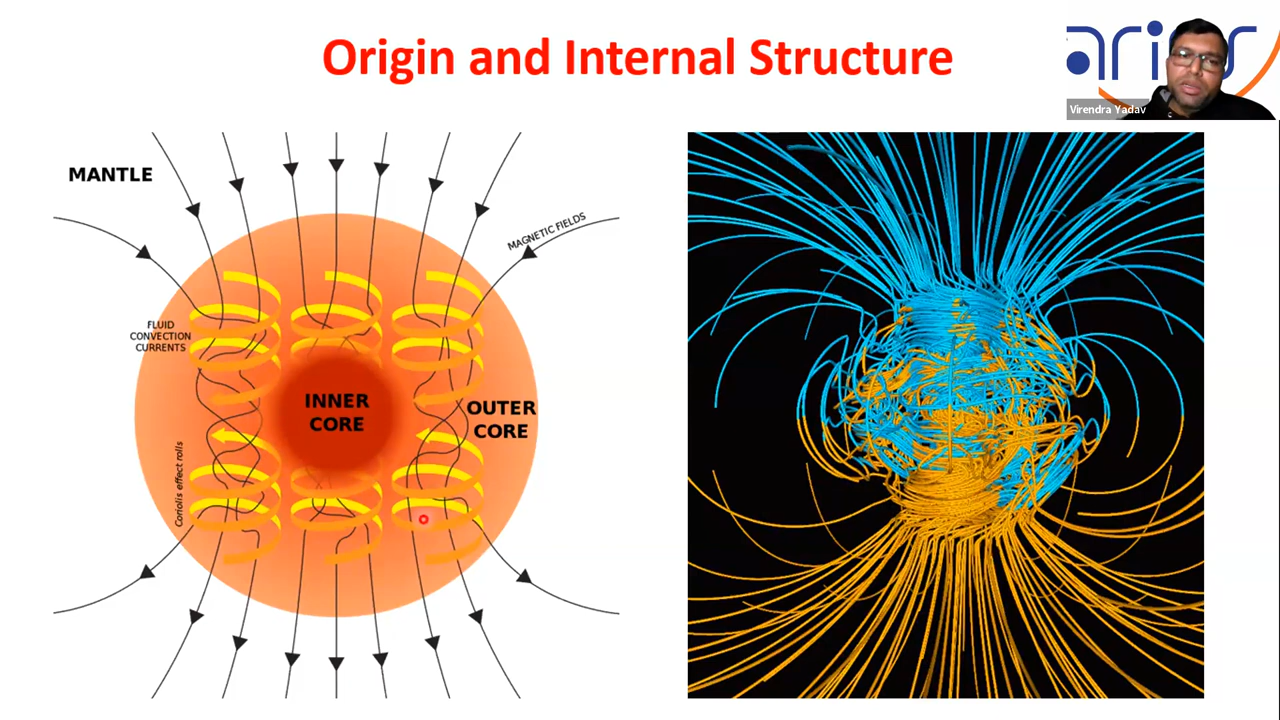 Origin and Internal Structure
Virendra Yadav
MANTLE
MAGNETIC FIELDS
FLUID
CONVECTION
CURRENTS
INNER
CORE
OUTER
CORE
Coriolis effect rolls